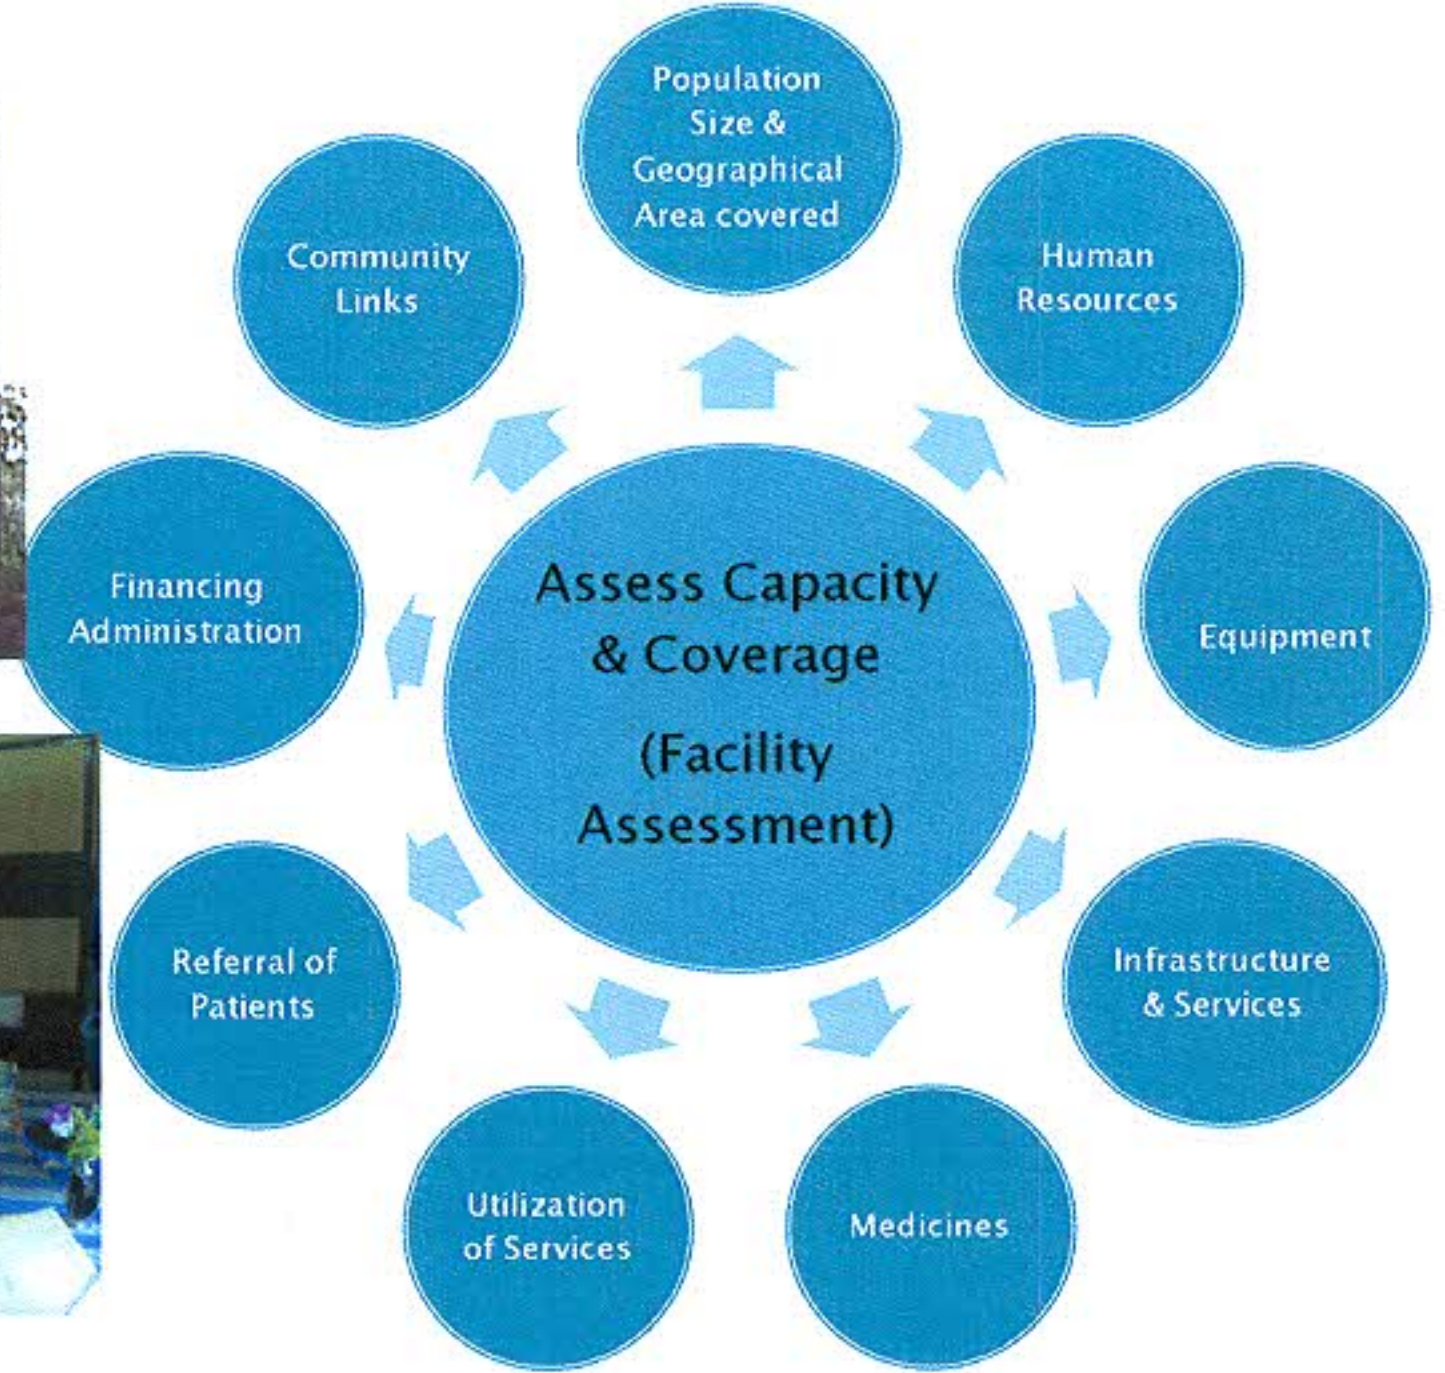 Population
Size &
Geographical
Area covered
Human
Resources
Equipment
Infrastructure
& Services
Medicines
Utilization
of Services
Referral of
Patients
Financing
Administration
Community
Links
Assess Capacity
& Coverage
(Facility
Assessment)